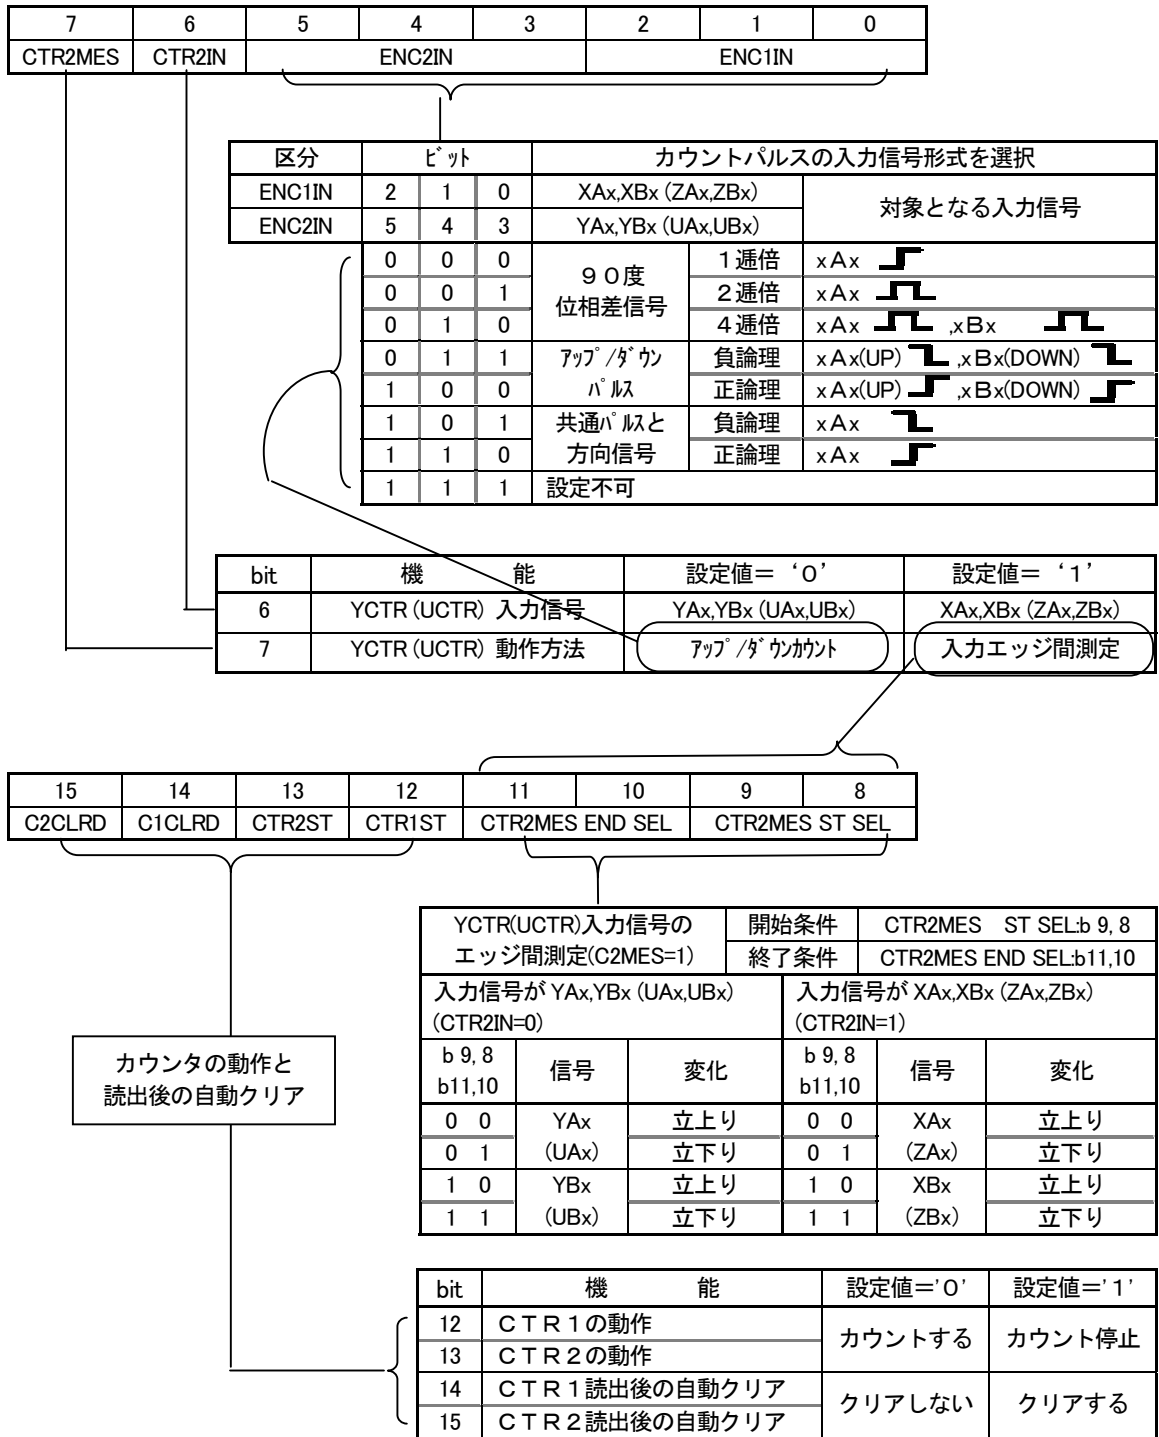 7 6 5 4 3 2 1 0
CTR2MES CTR2IN ENC2IN ENC1IN
区分 ビット カウントパルスの入力信号形式を選択
ENC1IN 2 1 0 XAx,XBx (ZAx,ZBx) 対象となる入力信号
ENC2IN 5 4 3 YAx,YBx (UAx,UBx)
0 0 0 90度 位相差信号 1逓倍 xAx
0 0 1 2逓倍 xAx
0 1 0 4逓倍 xAx ,xBx
0 1 1 アップ/ダウン パルス 負論理 xAx(UP) ,xBx(DOWN)
1 0 0 正論理 xAx(UP) ,xBx(DOWN)
1 0 1 共通パルスと 方向信号 負論理 xAx
1 1 0 正論理 xAx
1 1 1 設定不可
bit 機 能 設定値=‘0’ 設定値=‘1’
6 YCTR (UCTR) 入力信号 YAx,YBx (UAx,UBx) XAx,XBx (ZAx,ZBx)
7 YCTR (UCTR) 動作方法 アップ/ダウンカウント 入力エッジ間測定
15 14 13 12 11 10 9 8
C2CLRD C1CLRD CTR2ST CTR1ST CTR2MES END SEL CTR2MES ST SEL
YCTR(UCTR)入力信号の 開始条件 CTR2MES ST SEL:b 9, 8
エッジ間測定(C2MES=1) 終了条件 CTR2MES END SEL:b11,10
入力信号が YAx,YBx (UAx,UBx) 入力信号が XAx,XBx (ZAx,ZBx)
(CTR2IN=0) (CTR2IN=1)
b 9, 8 信号 変化 b 9, 8 信号 変化
b11,10 b11,10
0 0 YAx 立上り 0 0 XAx 立上り
0 1 (UAx) 立下り 0 1 (ZAx) 立下り
1 0 YBx 立上り 1 0 XBx 立上り
1 1 (UBx) 立下り 1 1 (ZBx) 立下り
カウンタの動作と
読出後の自動クリア
bit 機 能 設定値='0' 設定値='1'
12 CTR1の動作 カウントする カウント停止
13 CTR2の動作
14 CTR1読出後の自動クリア クリアしない クリアする
15 CTR2読出後の自動クリア